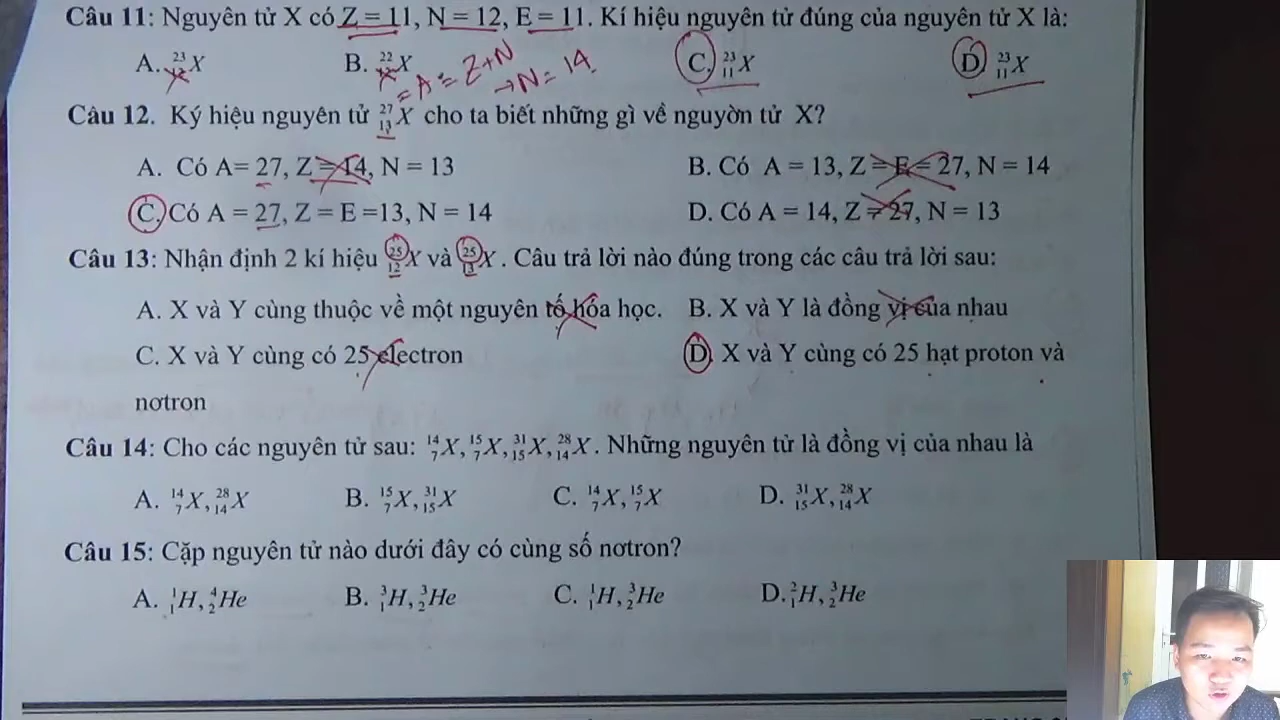 Câu 11: Nguyên tử X có Z = 11, N = 12, E = 11. Kí hiệu nguyên tử đúng của nguyên tử X là:
A. ²³X B. ²²X C. ²³₁₁X D. ²³₁₁X
= A = Z+N
→ N = 14
Câu 12. Ký hiệu nguyên tử ²⁷₁₃X cho ta biết những gì về nguyờn tử X?
A. Có A= 27, Z = 14, N = 13 B. Có A = 13, Z = E = 27, N = 14
C. Có A = 27, Z = E =13, N = 14 D. Có A = 14, Z = 27, N = 13
Câu 13: Nhận định 2 kí hiệu ²⁵₁₂X và ²⁵₁₃X . Câu trả lời nào đúng trong các câu trả lời sau:
A. X và Y cùng thuộc về một nguyên tố hóa học. B. X và Y là đồng vị của nhau
C. X và Y cùng có 25 electron D. X và Y cùng có 25 hạt proton và
nơtron
Câu 14: Cho các nguyên tử sau: ¹⁴₇X, ¹⁵₇X, ³¹₁₅X, ²⁸₁₄X . Những nguyên tử là đồng vị của nhau là
A. ¹⁴₇X, ²⁸₁₄X B. ¹⁵₇X, ³¹₁₅X C. ¹⁴₇X, ¹⁵₇X D. ³¹₁₅X, ²⁸₁₄X
Câu 15: Cặp nguyên tử nào dưới đây có cùng số nơtron?
A. ¹₁H, ⁴₂He B. ³₁H, ³₂He C. ¹₁H, ³₂He D. ²₁H, ³₂He